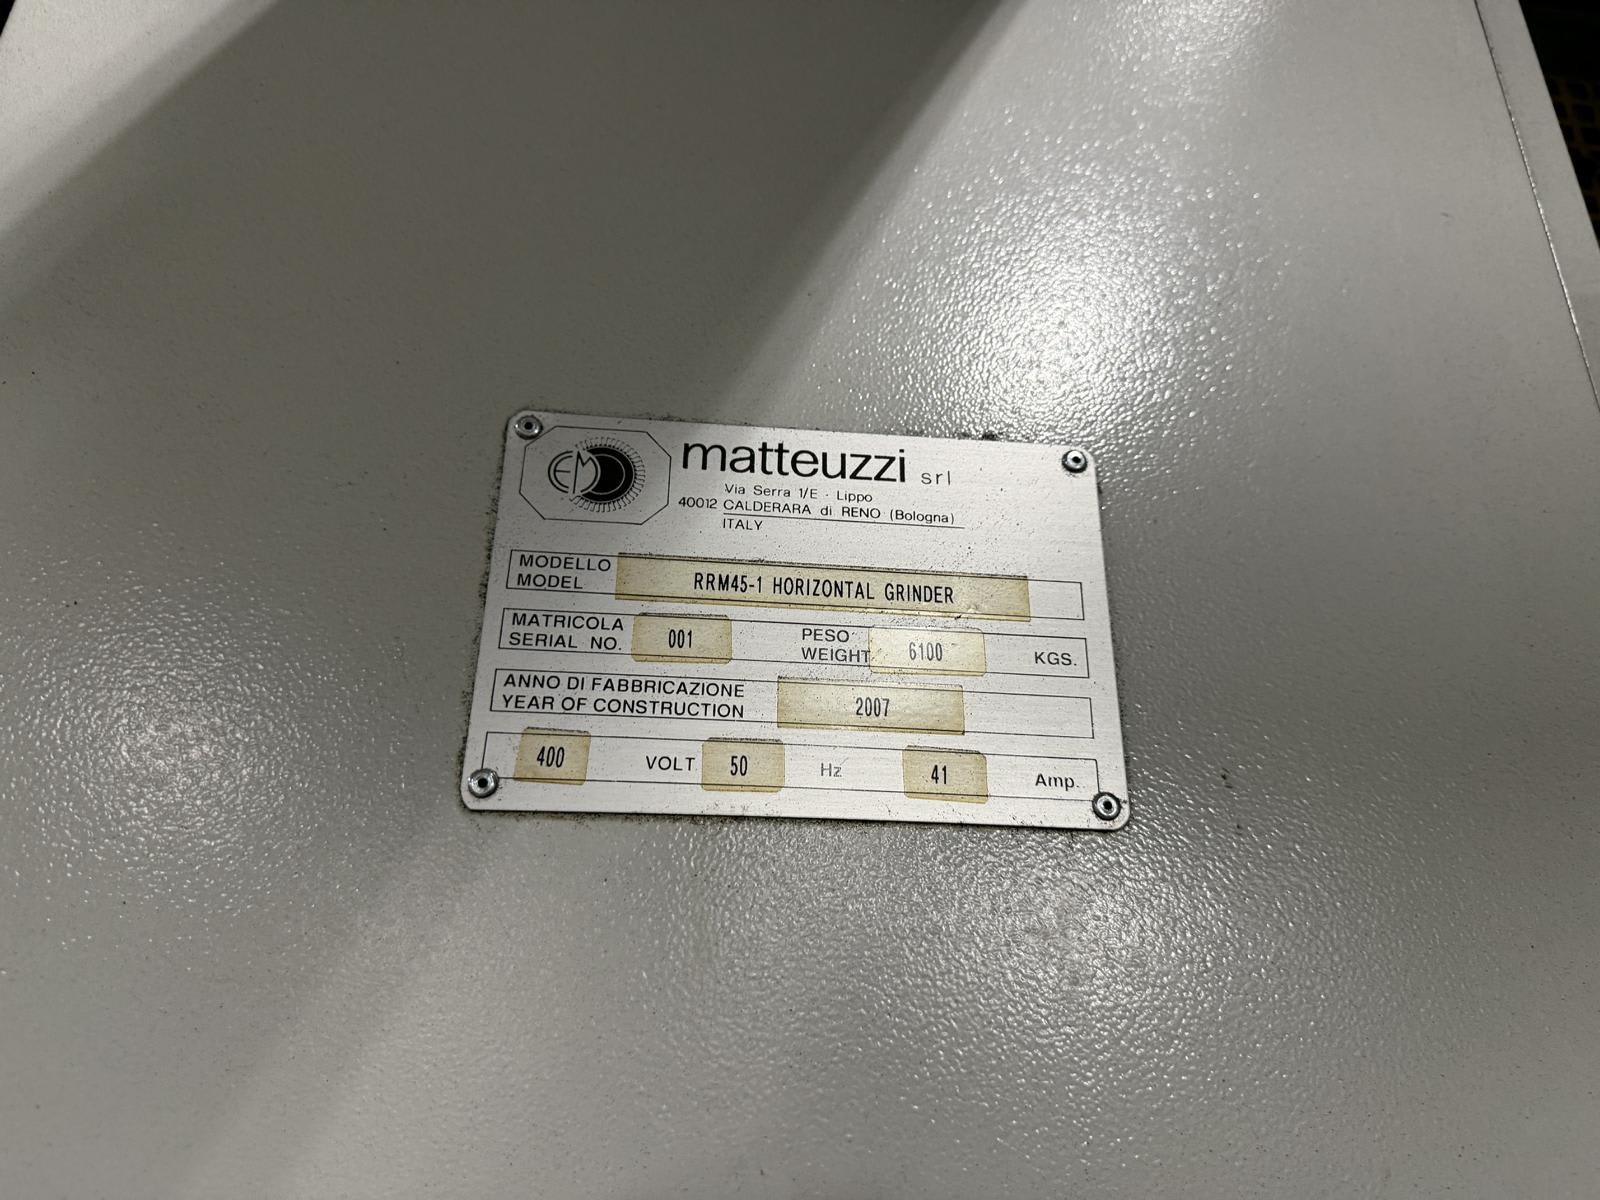 EM
matteuzzi srl
Via Serra 1/E - Lippo
40012 CALDERARA di RENO (Bologna)
ITALY
MODELLO
MODEL
RRM45-1 HORIZONTAL GRINDER
MATRICOLA
SERIAL NO.
001
PESO
WEIGHT
6100
KGS.
ANNO DI FABBRICAZIONE
YEAR OF CONSTRUCTION
2007
400 VOLT 50 Hz 41 Amp.